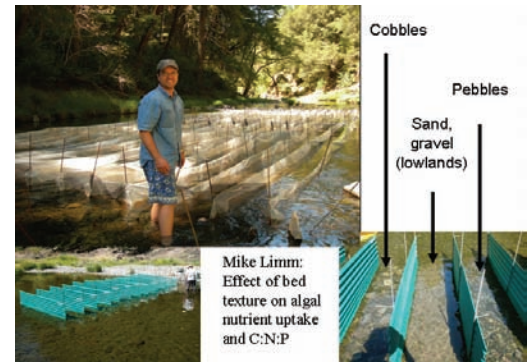 Cobbles
Pebbles
Sand,
gravel
(lowlands)
Mike Limm:
Effect of bed
texture on algal
nutrient uptake
and C:N:P